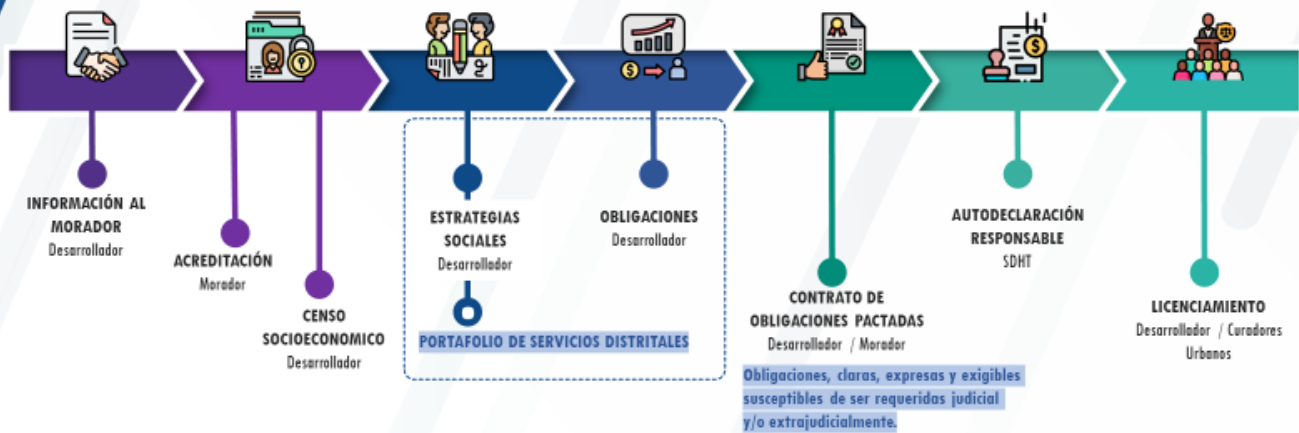 INFORMACIÓN AL
MORADOR
Desarrollador
ACREDITACIÓN
Morador
CENSO
SOCIOECONOMICO
Desarrollador
ESTRATEGIAS
SOCIALES
Desarrollador
PORTAFOLIO DE SERVICIOS DISTRITALES
OBLIGACIONES
Desarrollador
CONTRATO DE
OBLIGACIONES PACTADAS
Desarrollador / Morador
Obligaciones, claras, expresas y exigibles
susceptibles de ser requeridas judicial
y/o extrajudicialmente.
AUTODECLARACIÓN
RESPONSABLE
SDHT
LICENCIAMIENTO
Desarrollador / Curadores
Urbanos